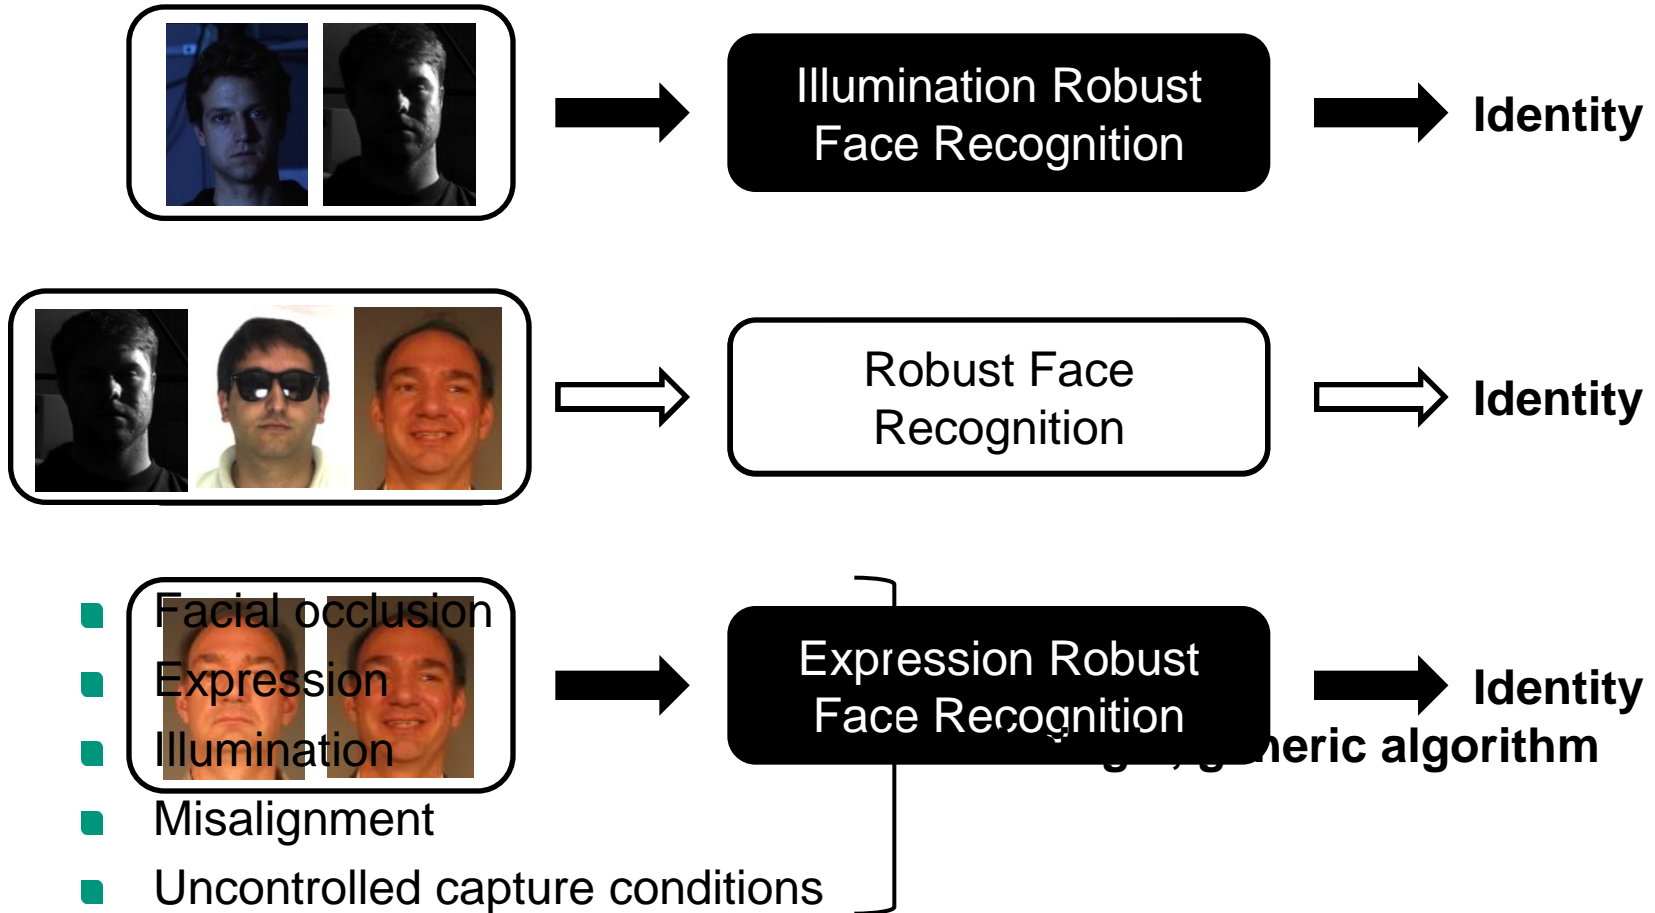 Illumination Robust
Face Recognition
Identity
Robust Face
Recognition
Identity
Facial occlusion
Expression
Illumination
Misalignment
Uncontrolled capture conditions
Expression Robust
Face Recognition
Identity
algorithm